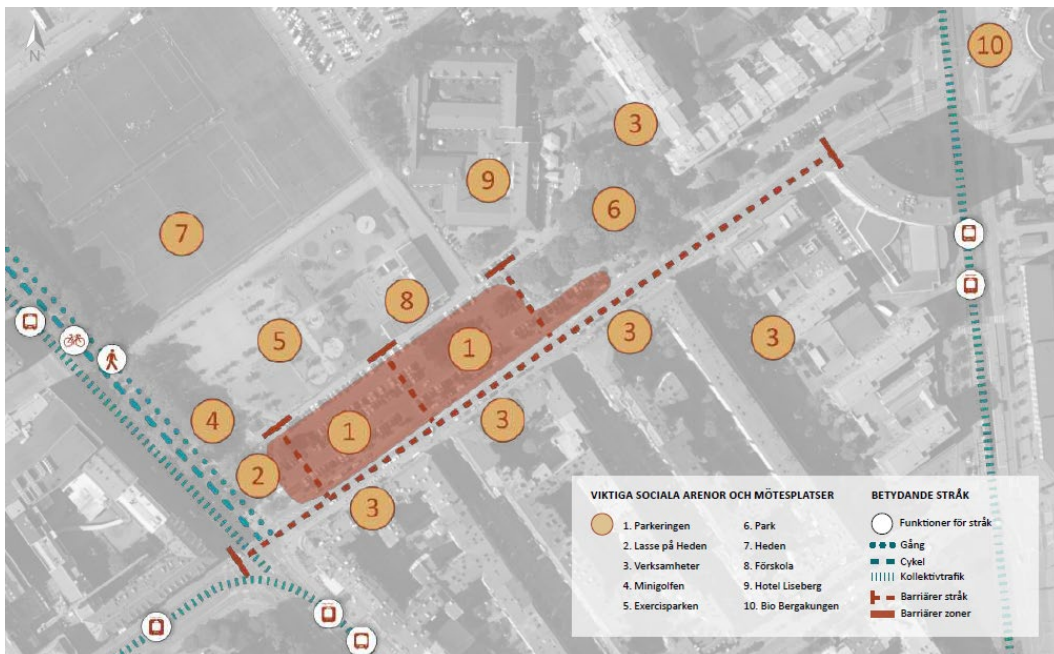 N
10
3
9
6
7
8
3
5
1
3
4
1
3
2
3
VIKTIGA SOCIALA ARENOR OCH MÖTESPLATSER
1. Parkeringen
2. Lasse på Heden
3. Verksamheter
4. Minigolfen
5. Exercisparken
6. Park
7. Heden
8. Förskola
9. Hotel Liseberg
10. Bio Bergakungen
BETYDANDE STRÅK
Funktioner för stråk
Gång
Cykel
Kollektivtrafik
Barriärer stråk
Barriärer zoner